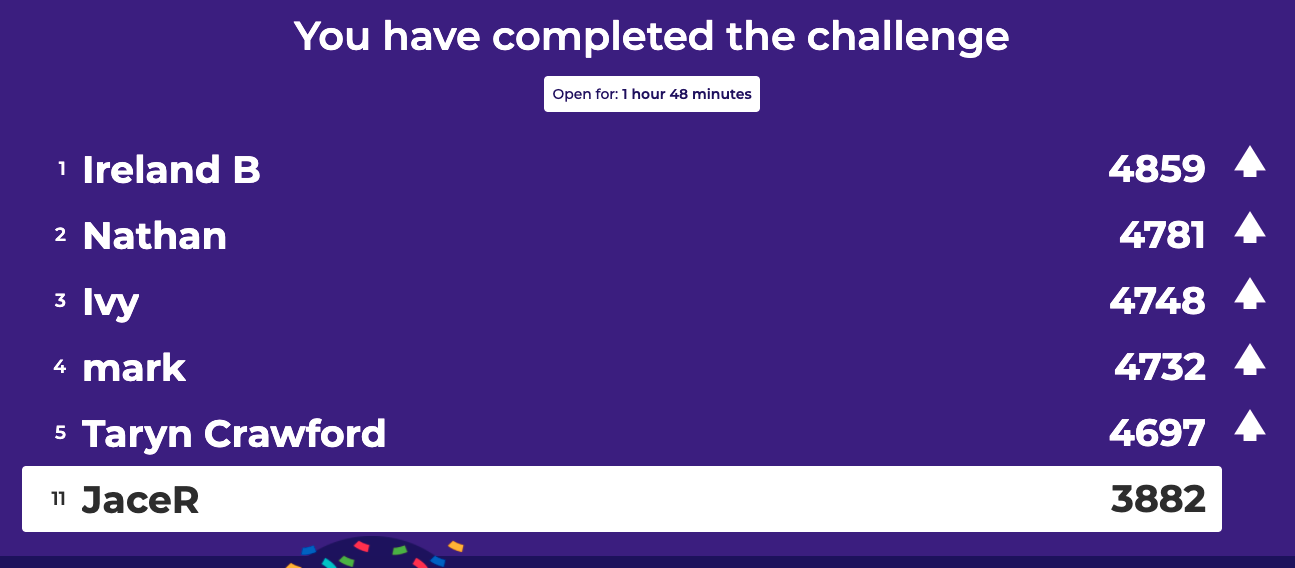 You have completed the challenge
Open for: 1 hour 48 minutes
1 Ireland B 4859
2 Nathan 4781
3 Ivy 4748
4 mark 4732
5 Taryn Crawford 4697
11 JaceR 3882